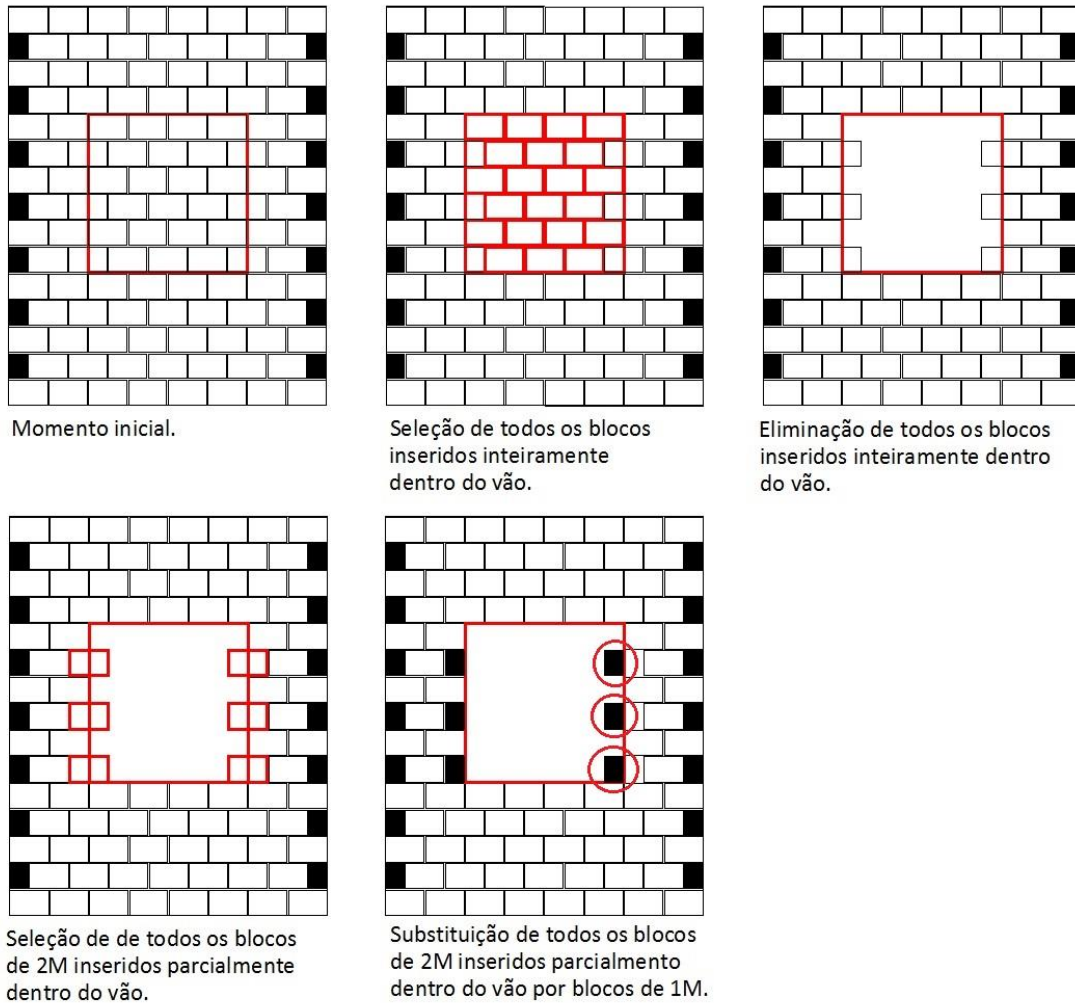 Momento inicial.
Seleção de todos os blocos
inseridos inteiramente
dentro do vão.
Eliminação de todos os blocos
inseridos inteiramente dentro
do vão.
Seleção de de todos os blocos
de 2M inseridos parcialmente
dentro do vão.
Substituição de todos os blocos
de 2M inseridos parcialmento
dentro do vão por blocos de 1M.